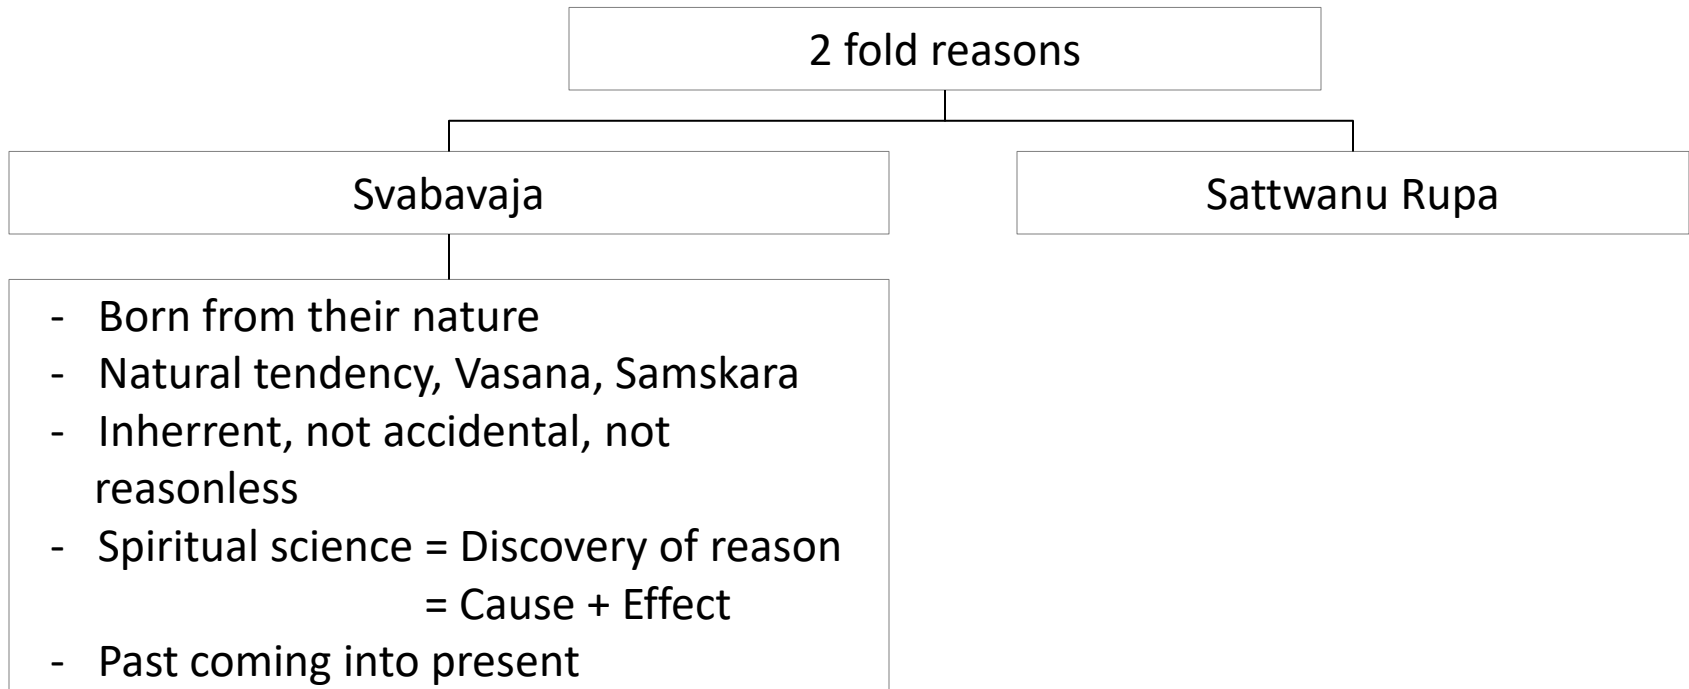 2 fold reasons
Svabavaja
Sattwanu Rupa
- Born from their nature
- Natural tendency, Vasana, Samskara
- Inherrent, not accidental, not
reasonless
- Spiritual science = Discovery of reason
= Cause + Effect
- Past coming into present